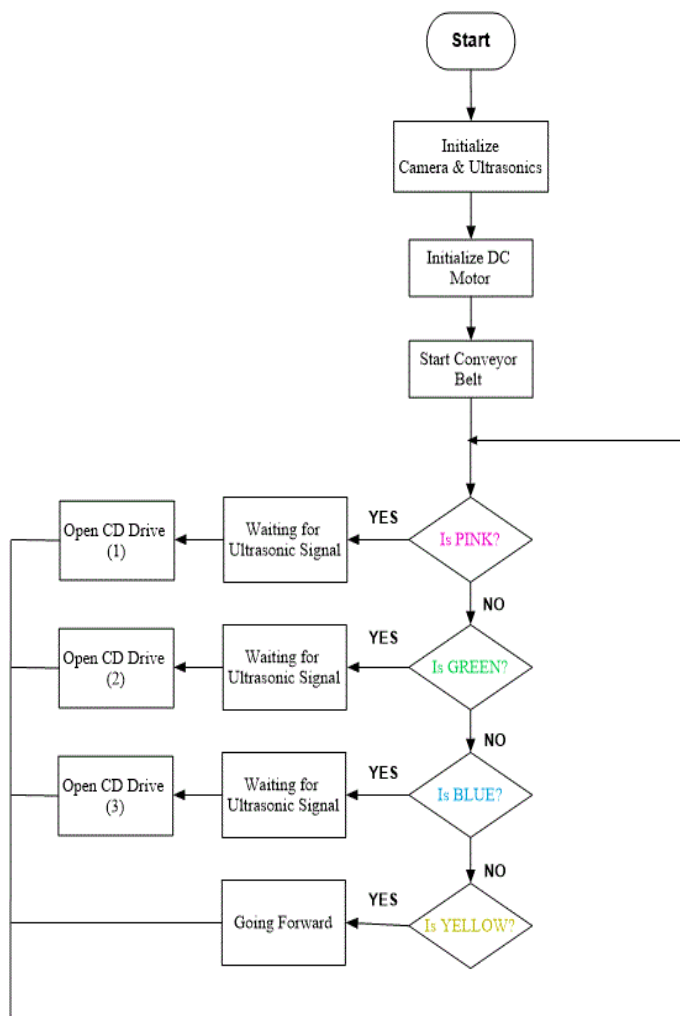 Start
Initialize
Camera & Ultrasonics
Initialize DC
Motor
Start Conveyor
Belt
Is PINK?
YES
Waiting for
Ultrasonic Signal
Open CD Drive
(1)
NO
Is GREEN?
YES
Waiting for
Ultrasonic Signal
Open CD Drive
(2)
NO
Is BLUE?
YES
Waiting for
Ultrasonic Signal
Open CD Drive
(3)
NO
Is YELLOW?
YES
Going Forward